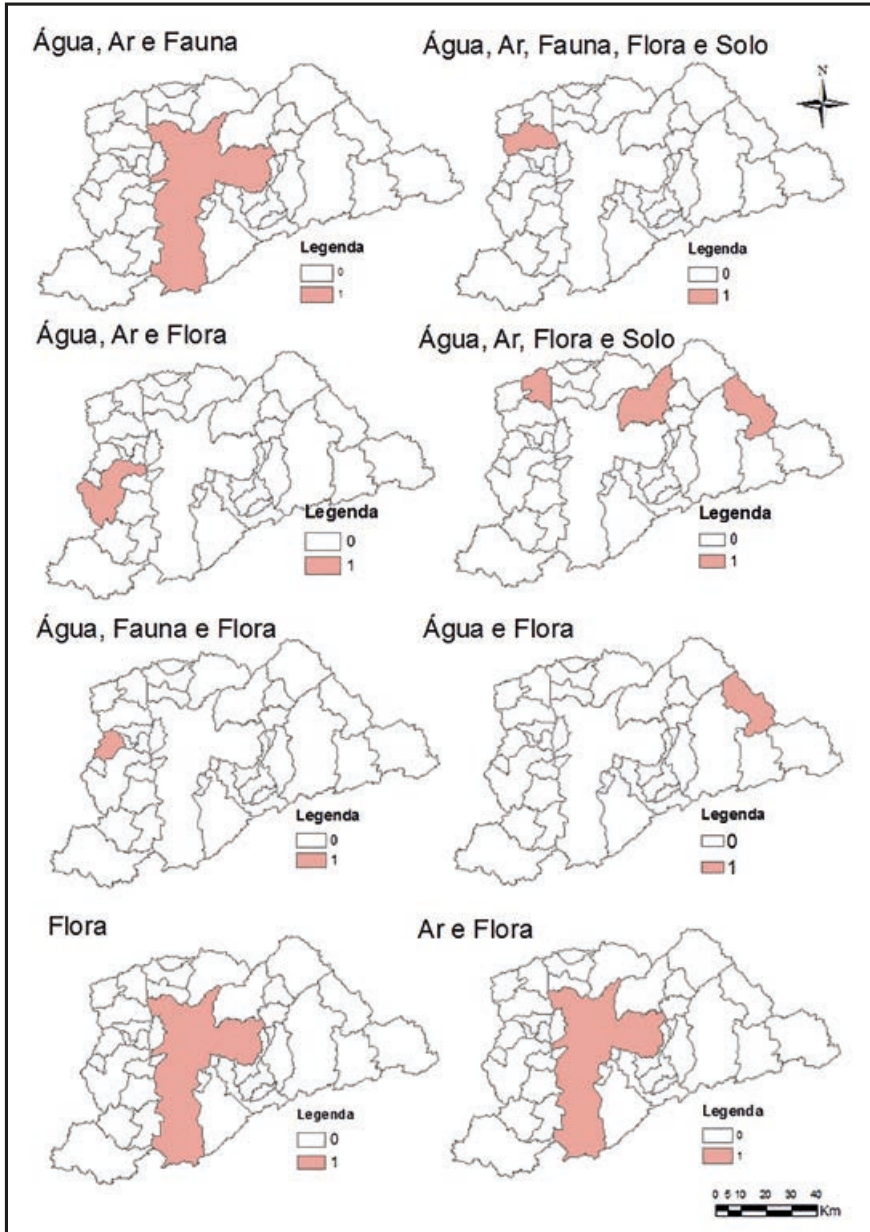 Água, Ar e Fauna
Legenda
0
1
Água, Ar, Fauna, Flora e Solo
N
Legenda
0
1
Água, Ar e Flora
Legenda
0
1
Água, Ar, Flora e Solo
Legenda
0
1
Água, Fauna e Flora
Legenda
0
1
Água e Flora
Legenda
0
1
Flora
Legenda
0
1
Ar e Flora
Legenda
0
1
0 5 10 20 30 40
Km